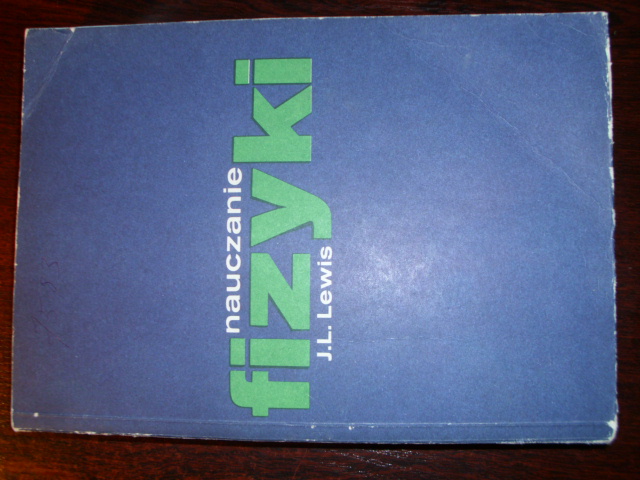 nauczanie
fizyki
J.L. Lewis